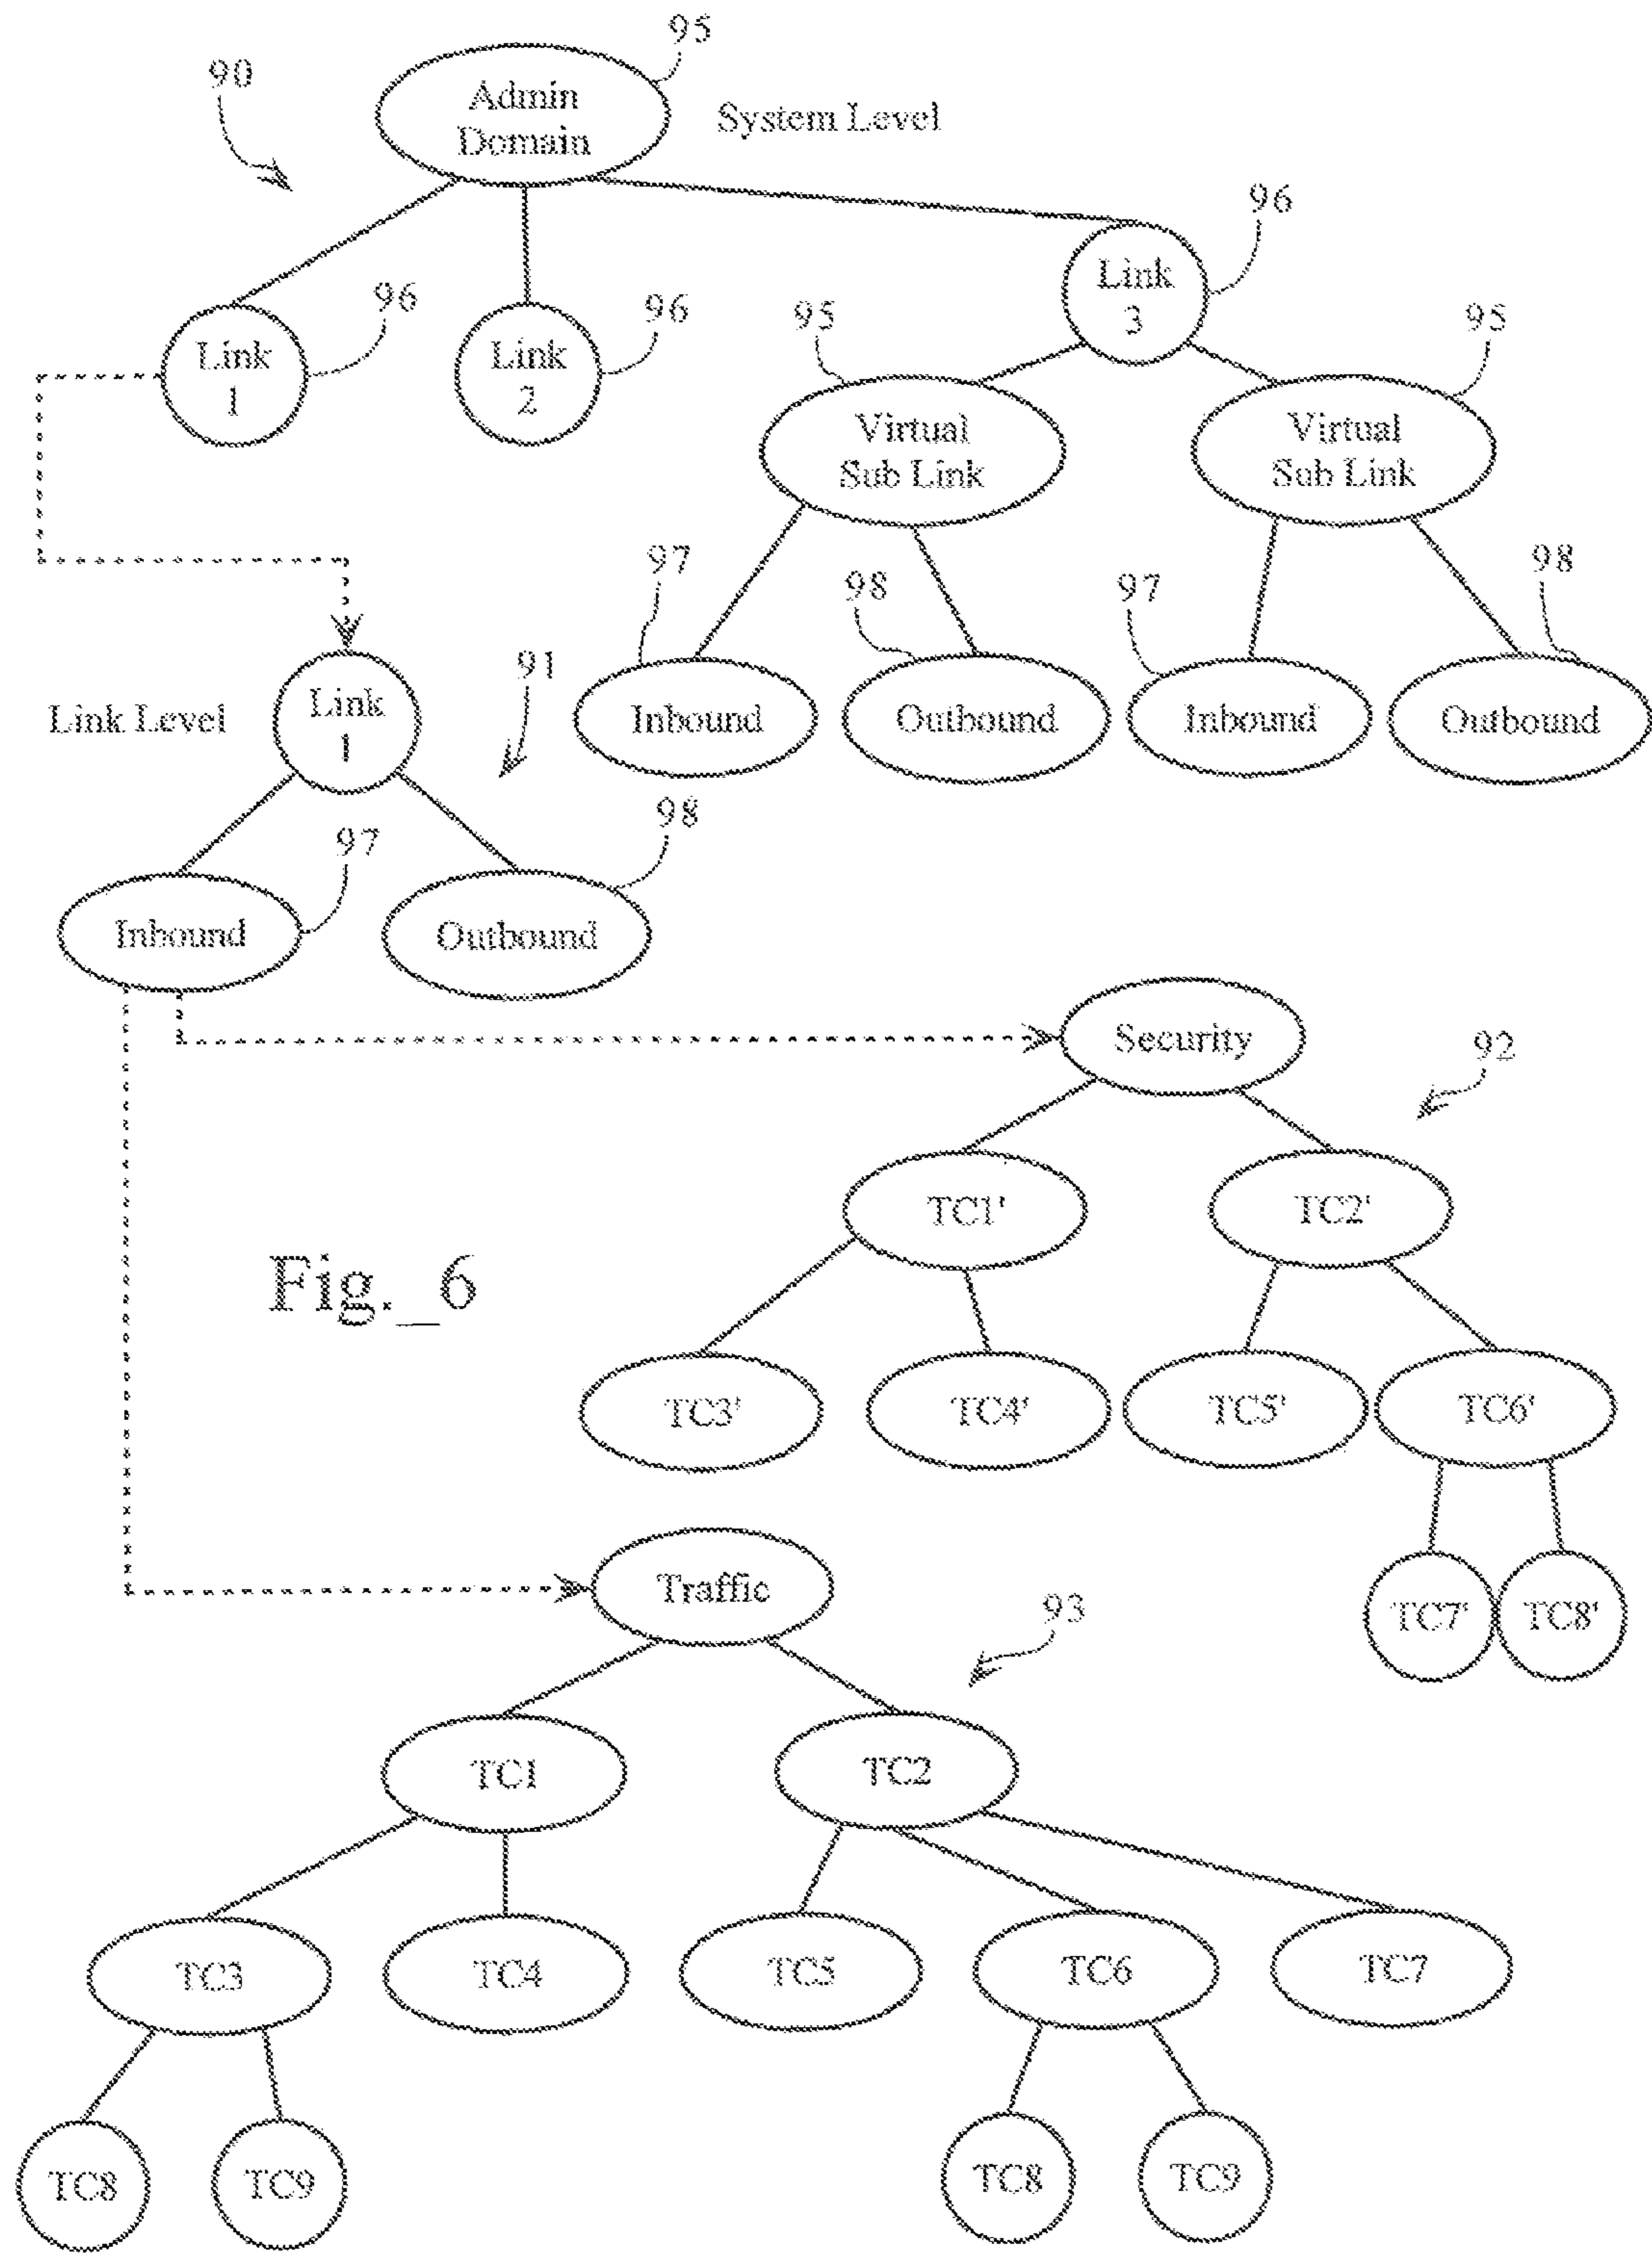 95
90
Admin
Domain
System Level
96
Link
3
96
96
95
95
Link
1
Link
2
Virtual
Sub Link
Virtual
Sub Link
97
98
97
98
91
Link Level
Link
1
Inbound
Outbound
Inbound
Outbound
98
97
Inbound
Outbound
Security
92
TC1'
TC2'
Fig._6
TC3'
TC4'
TC5'
TC6'
Traffic
93
TC7'
TC8'
TC1
TC2
TC3
TC4
TC5
TC6
TC7
TC8
TC9
TC8
TC9